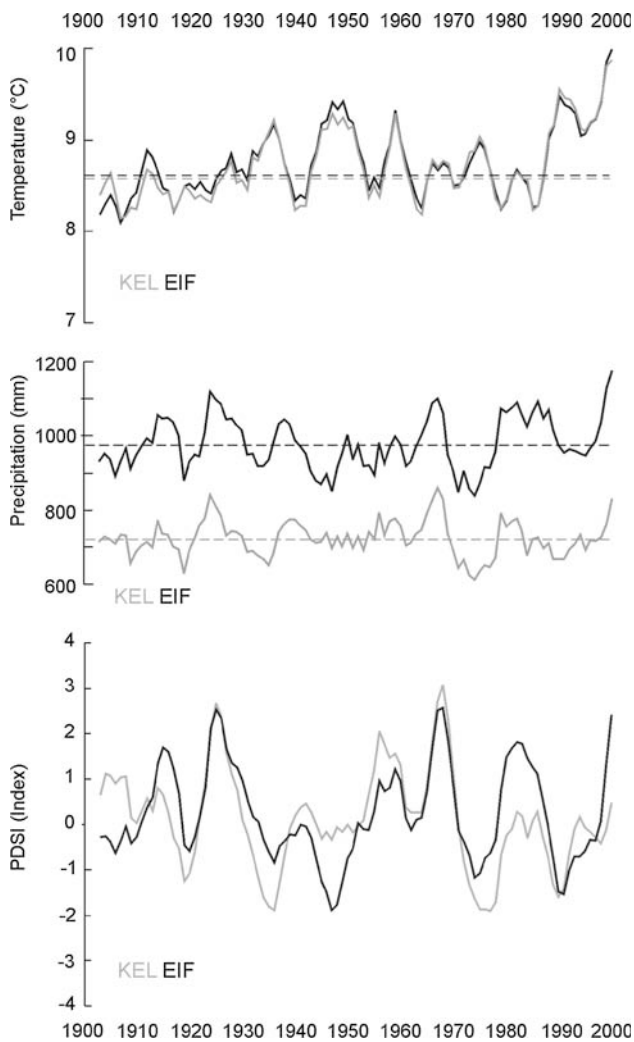 1900 1910 1920 1930 1940 1950 1960 1970 1980 1990 2000
10
9
8
7
Temperature (°C)
KEL EIF
1200
1000
800
600
Precipitation (mm)
KEL EIF
4
3
2
1
0
-1
-2
-3
-4
PDSI (Index)
KEL EIF
1900 1910 1920 1930 1940 1950 1960 1970 1980 1990 2000